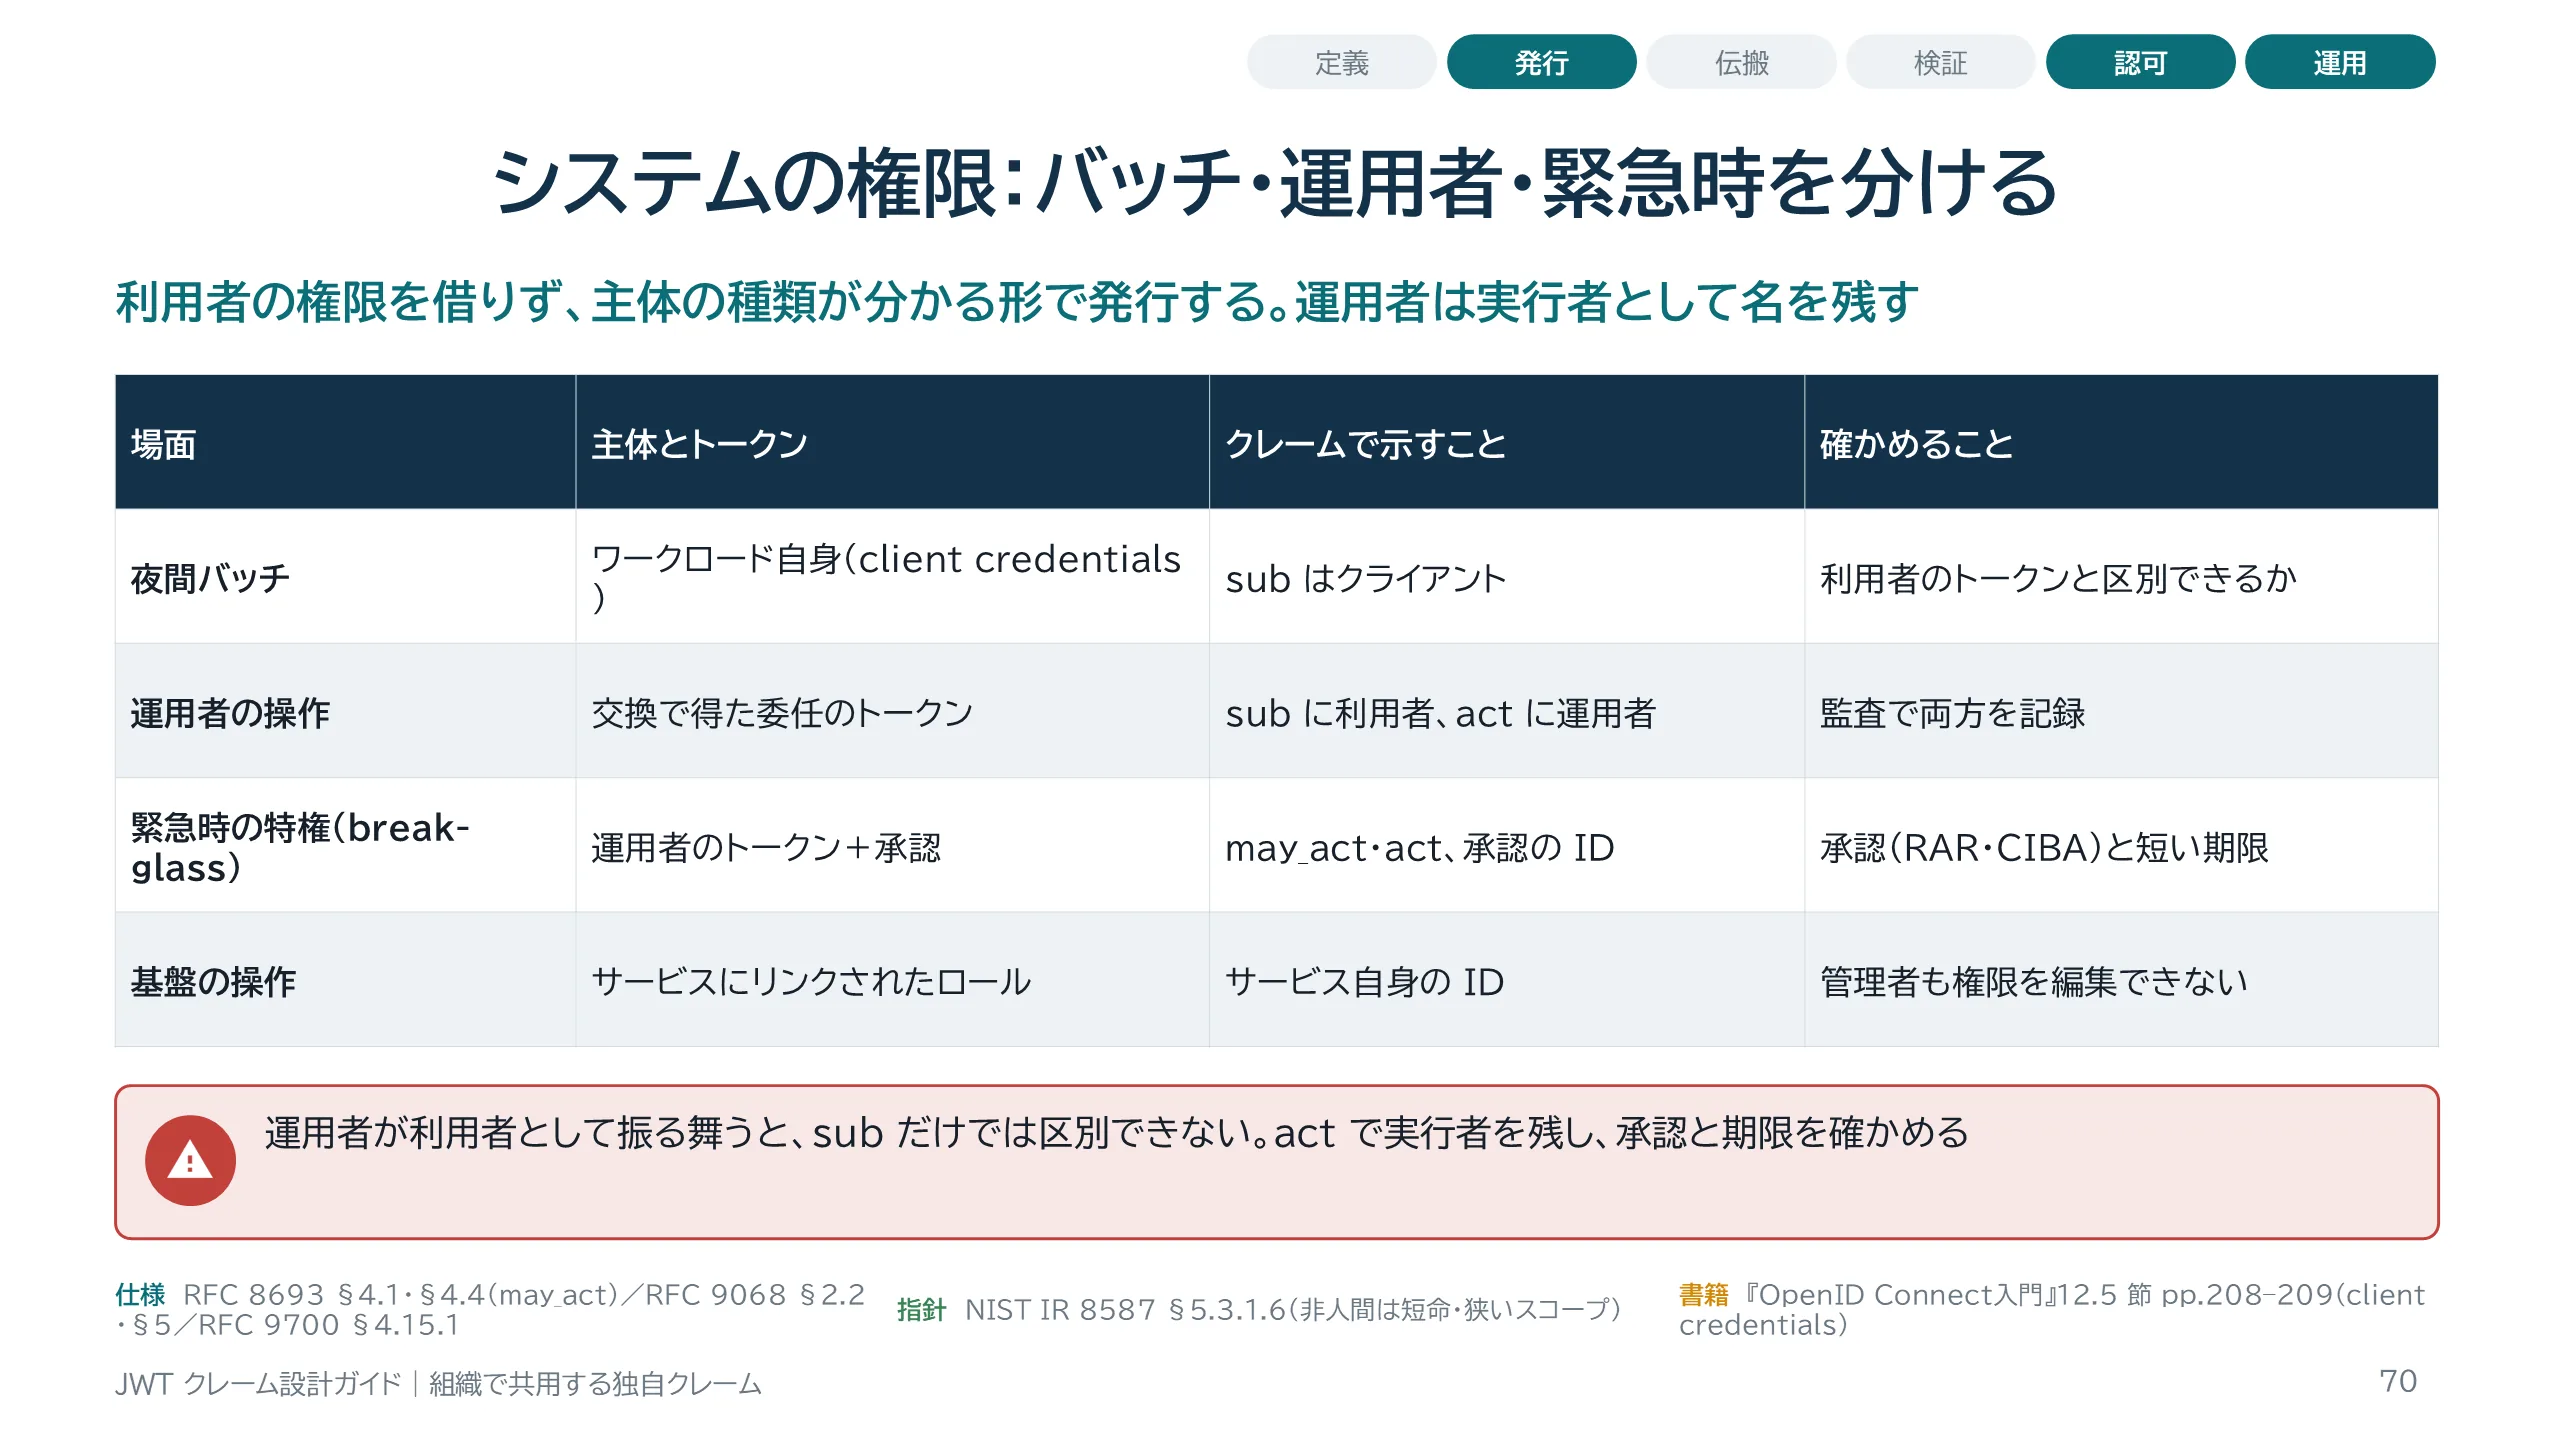 定義
発行
伝搬
検証
認可
運用
システムの権限：バッチ・運用者・緊急時を分ける
利用者の権限を借りず、主体の種類が分かる形で発行する。運用者は実行者として名を残す
場面
主体とトークン
クレームで示すこと
確かめること
夜間バッチ
ワークロード自身（client credentials
）
sub はクライアント
利用者のトークンと区別できるか
運用者の操作
交換で得た委任のトークン
sub に利用者、act に運用者
監査で両方を記録
緊急時の特権（break-
glass）
運用者のトークン＋承認
may_act・act、承認の ID
承認（RAR・CIBA）と短い期限
基盤の操作
サービスにリンクされたロール
サービス自身の ID
管理者も権限を編集できない
運用者が利用者として振る舞うと、sub だけでは区別できない。act で実行者を残し、承認と期限を確かめる
仕様 RFC 8693 §4.1・§4.4（may_act）／RFC 9068 §2.2
・§5／RFC 9700 §4.15.1
指針 NIST IR 8587 §5.3.1.6（非人間は短命・狭いスコープ）
書籍 『OpenID Connect入門』12.5 節 pp.208–209（client
credentials）
JWT クレーム設計ガイド｜組織で共用する独自クレーム
70